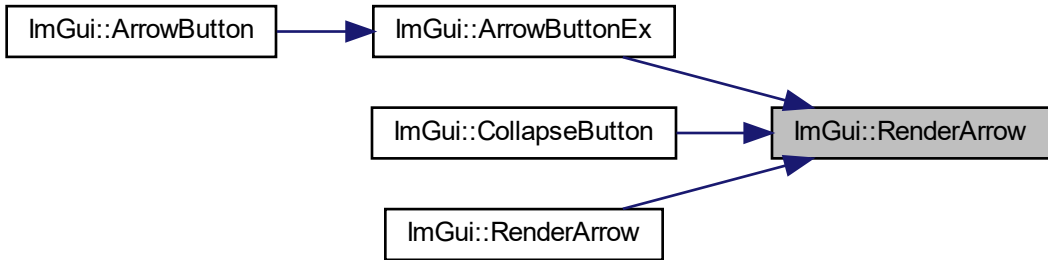 ImGui::ArrowButton
ImGui::ArrowButtonEx
ImGui::CollapseButton
ImGui::RenderArrow
ImGui::RenderArrow